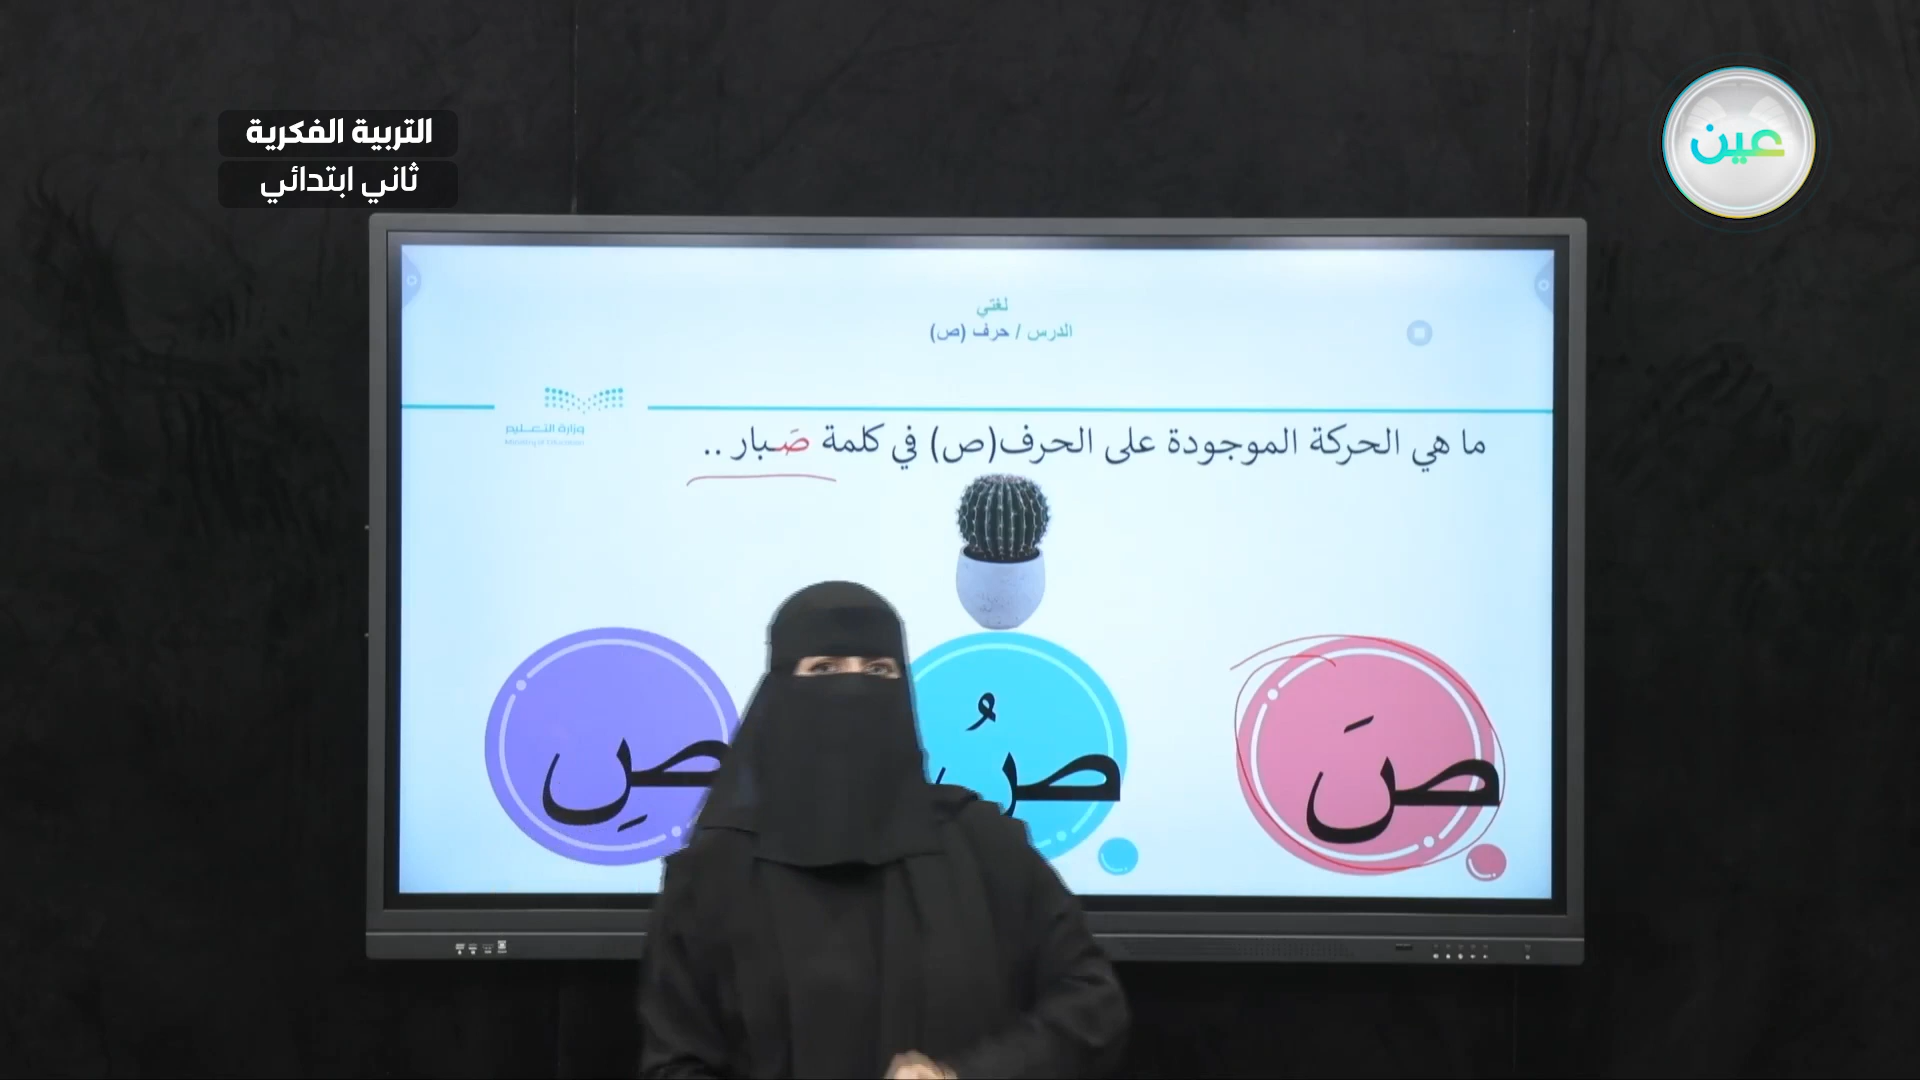 التربية الفكرية
ثاني ابتدائي
عين
لغتي
الدرس / حرف (ص)
وزارة التعليم
Ministry of Education
ما هي الحركة الموجودة على الحرف(ص) في كلمة صَبار ..
صَ
صُ
صِ